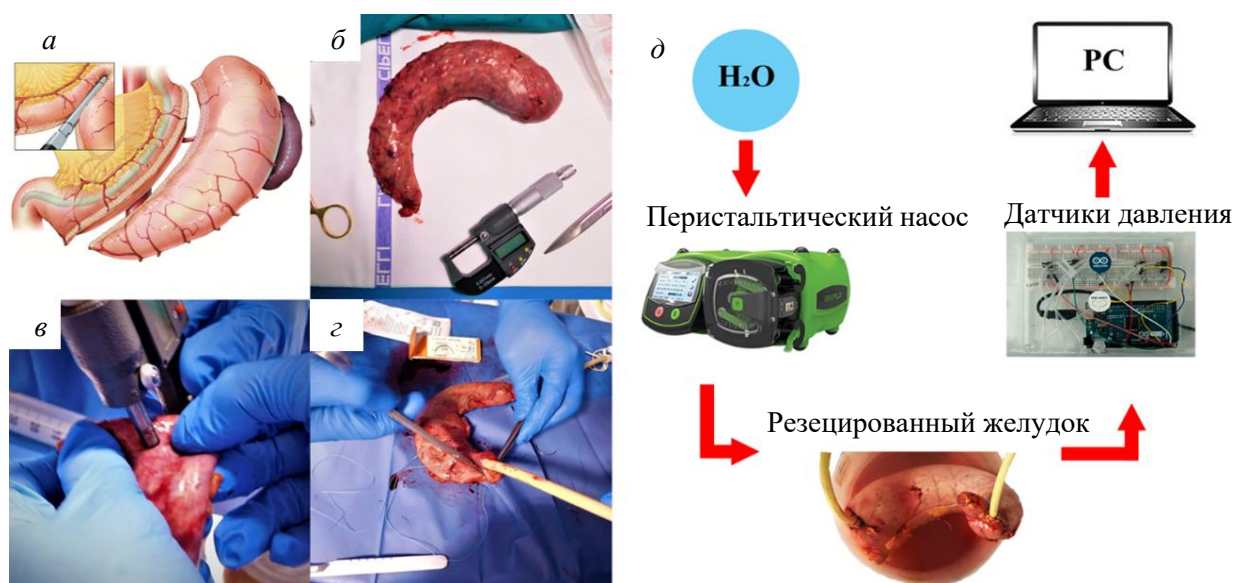 а
б
д
H₂O
PC
Перистальтический насос
Датчики давления
в
г
Резецированный желудок